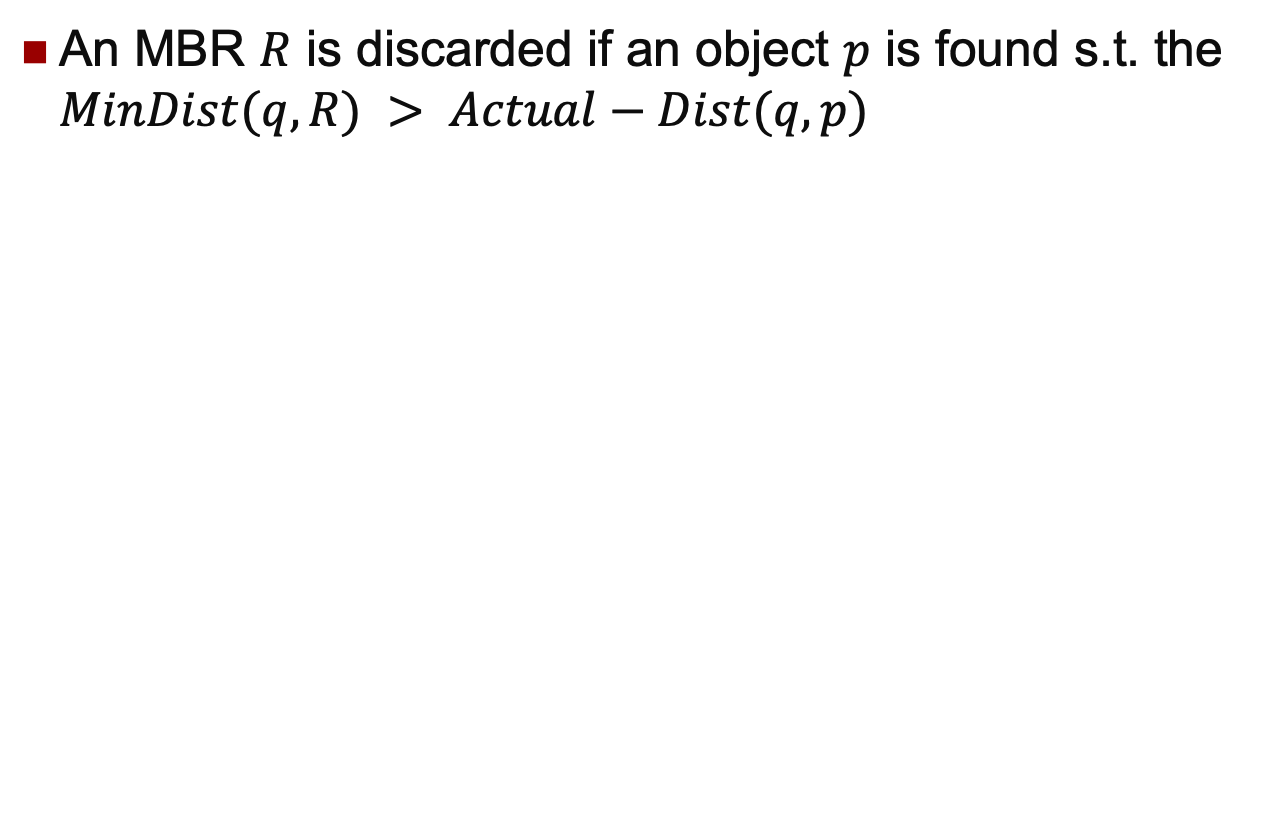 ■ An MBR 𝑅 is discarded if an object 𝑝 is found s.t. the
𝑀𝑖𝑛𝐷𝑖𝑠𝑡(𝑞, 𝑅) > 𝐴𝑐𝑡𝑢𝑎𝑙 − 𝐷𝑖𝑠𝑡(𝑞, 𝑝)